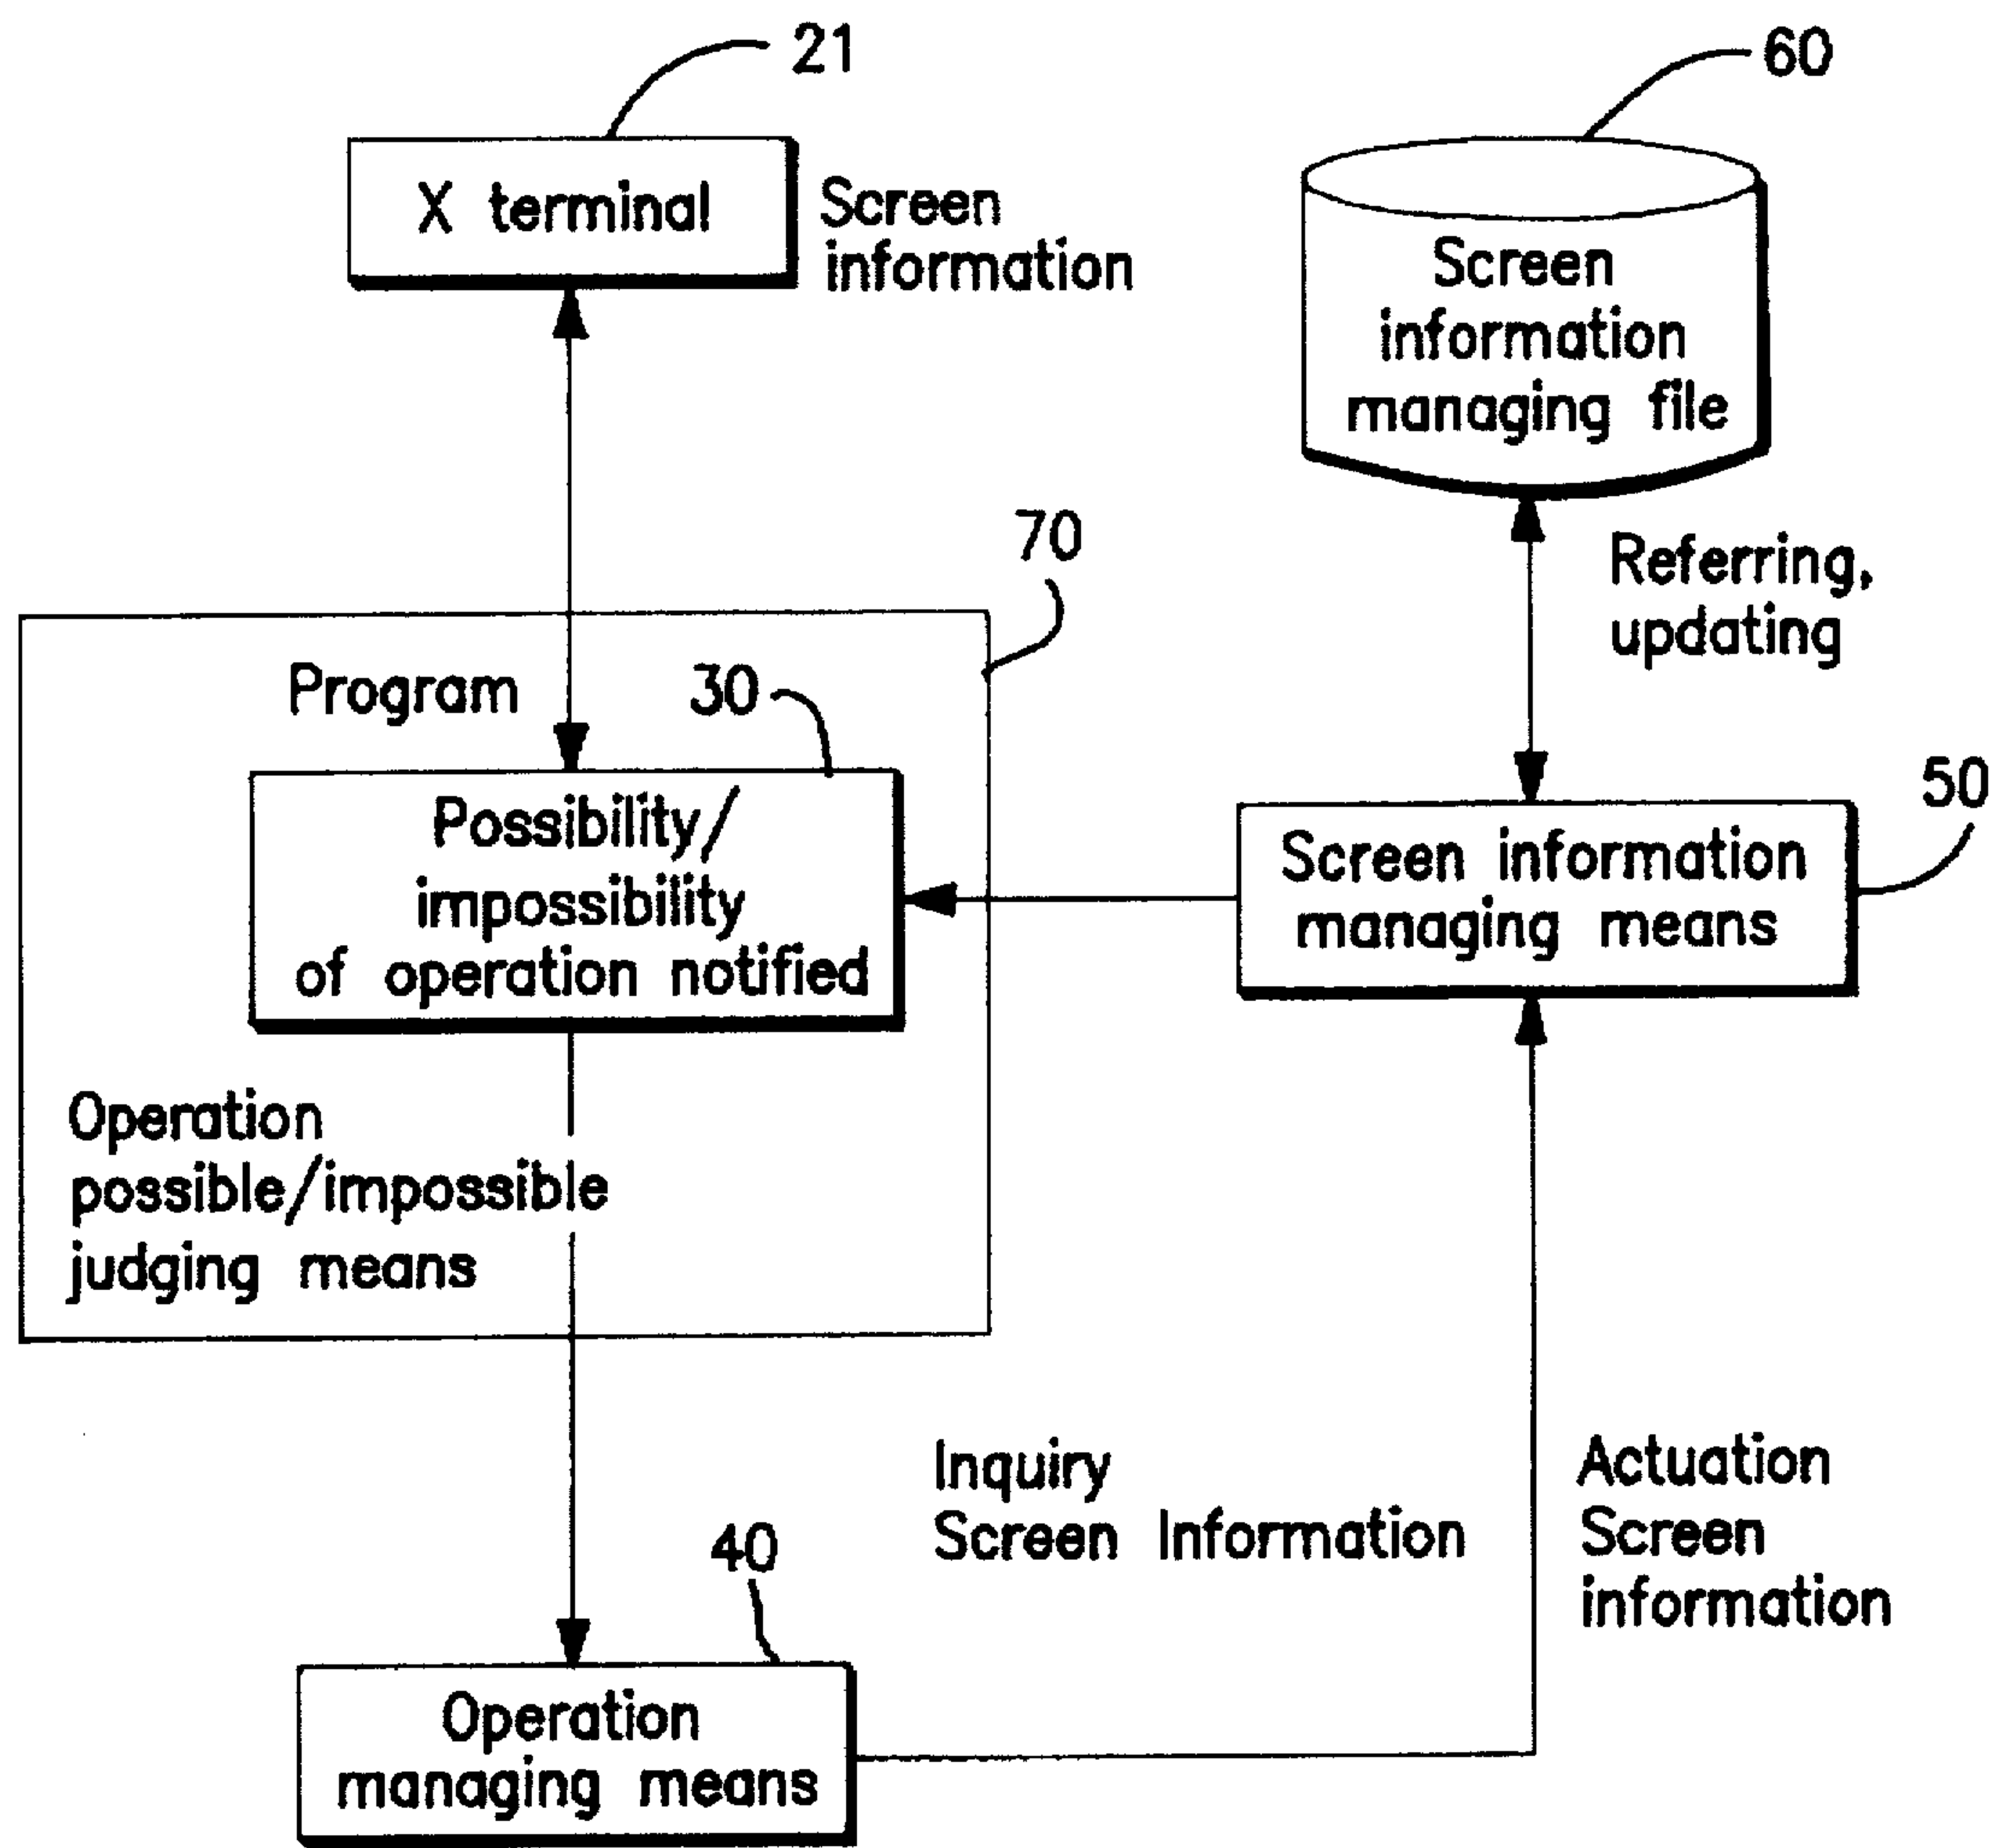 21
60
X terminal
Screen
information
Screen
information
managing file
70
Referring,
updating
Program
30
50
Possibility/
impossibility
of operation notified
Screen information
managing means
Operation
possible/impossible
judging means
Inquiry
Screen Information
Actuation
Screen
information
40
Operation
managing means